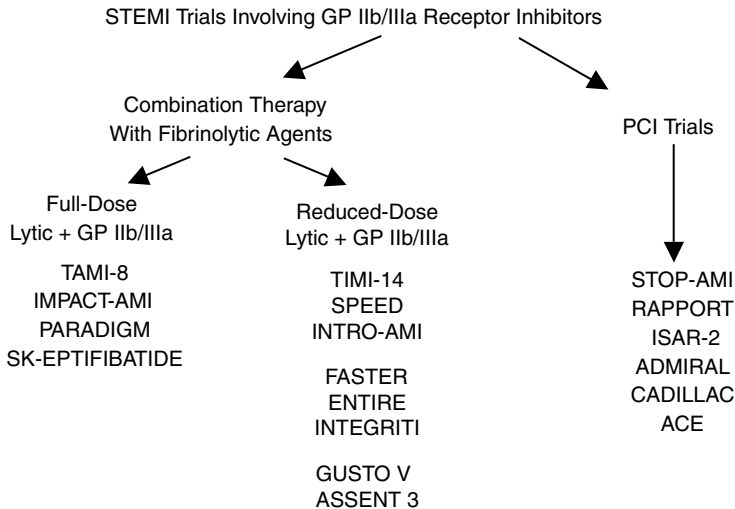 STEMI Trials Involving GP IIb/IIIa Receptor Inhibitors
Combination Therapy
With Fibrinolytic Agents
PCI Trials
Full-Dose
Lytic + GP IIb/IIIa
TAMI-8
IMPACT-AMI
PARADIGM
SK-EPTIFIBATIDE
Reduced-Dose
Lytic + GP IIb/IIIa
TIMI-14
SPEED
INTRO-AMI
FASTER
ENTIRE
INTEGRITI
GUSTO V
ASSENT 3
STOP-AMI
RAPPORT
ISAR-2
ADMIRAL
CADILLAC
ACE